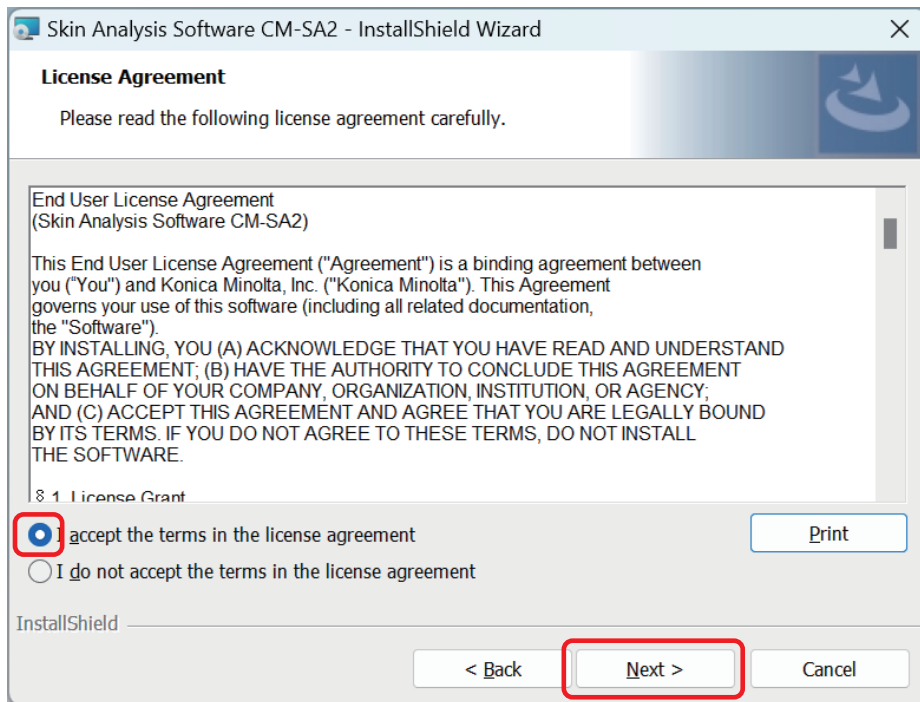 Skin Analysis Software CM-SA2 - InstallShield Wizard
License Agreement
Please read the following license agreement carefully.
End User License Agreement
(Skin Analysis Software CM-SA2)
This End User License Agreement ("Agreement") is a binding agreement between
you (“You") and Konica Minolta, Inc. ("Konica Minolta"). This Agreement
governs your use of this software (including all related documentation,
the "Software").
BY INSTALLING, YOU (A) ACKNOWLEDGE THAT YOU HAVE READ AND UNDERSTAND
THIS AGREEMENT; (B) HAVE THE AUTHORITY TO CONCLUDE THIS AGREEMENT
ON BEHALF OF YOUR COMPANY, ORGANIZATION, INSTITUTION, OR AGENCY;
AND (C) ACCEPT THIS AGREEMENT AND AGREE THAT YOU ARE LEGALLY BOUND
BY ITS TERMS. IF YOU DO NOT AGREE TO THESE TERMS, DO NOT INSTALL
THE SOFTWARE.
§ 1. License Grant
I accept the terms in the license agreement
Print
I do not accept the terms in the license agreement
InstallShield
< Back
Next >
Cancel